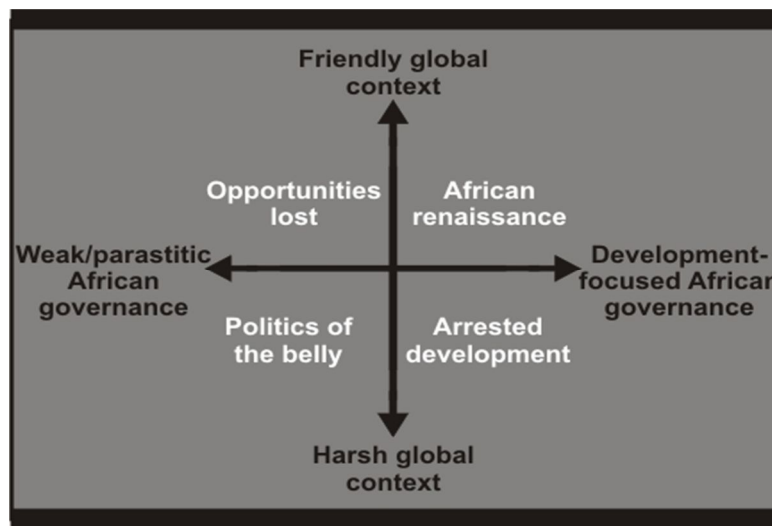 Friendly global
context
Opportunities
lost
African
renaissance
Weak/parastitic
African
governance
Development-
focused African
governance
Politics of
the belly
Arrested
development
Harsh global
context